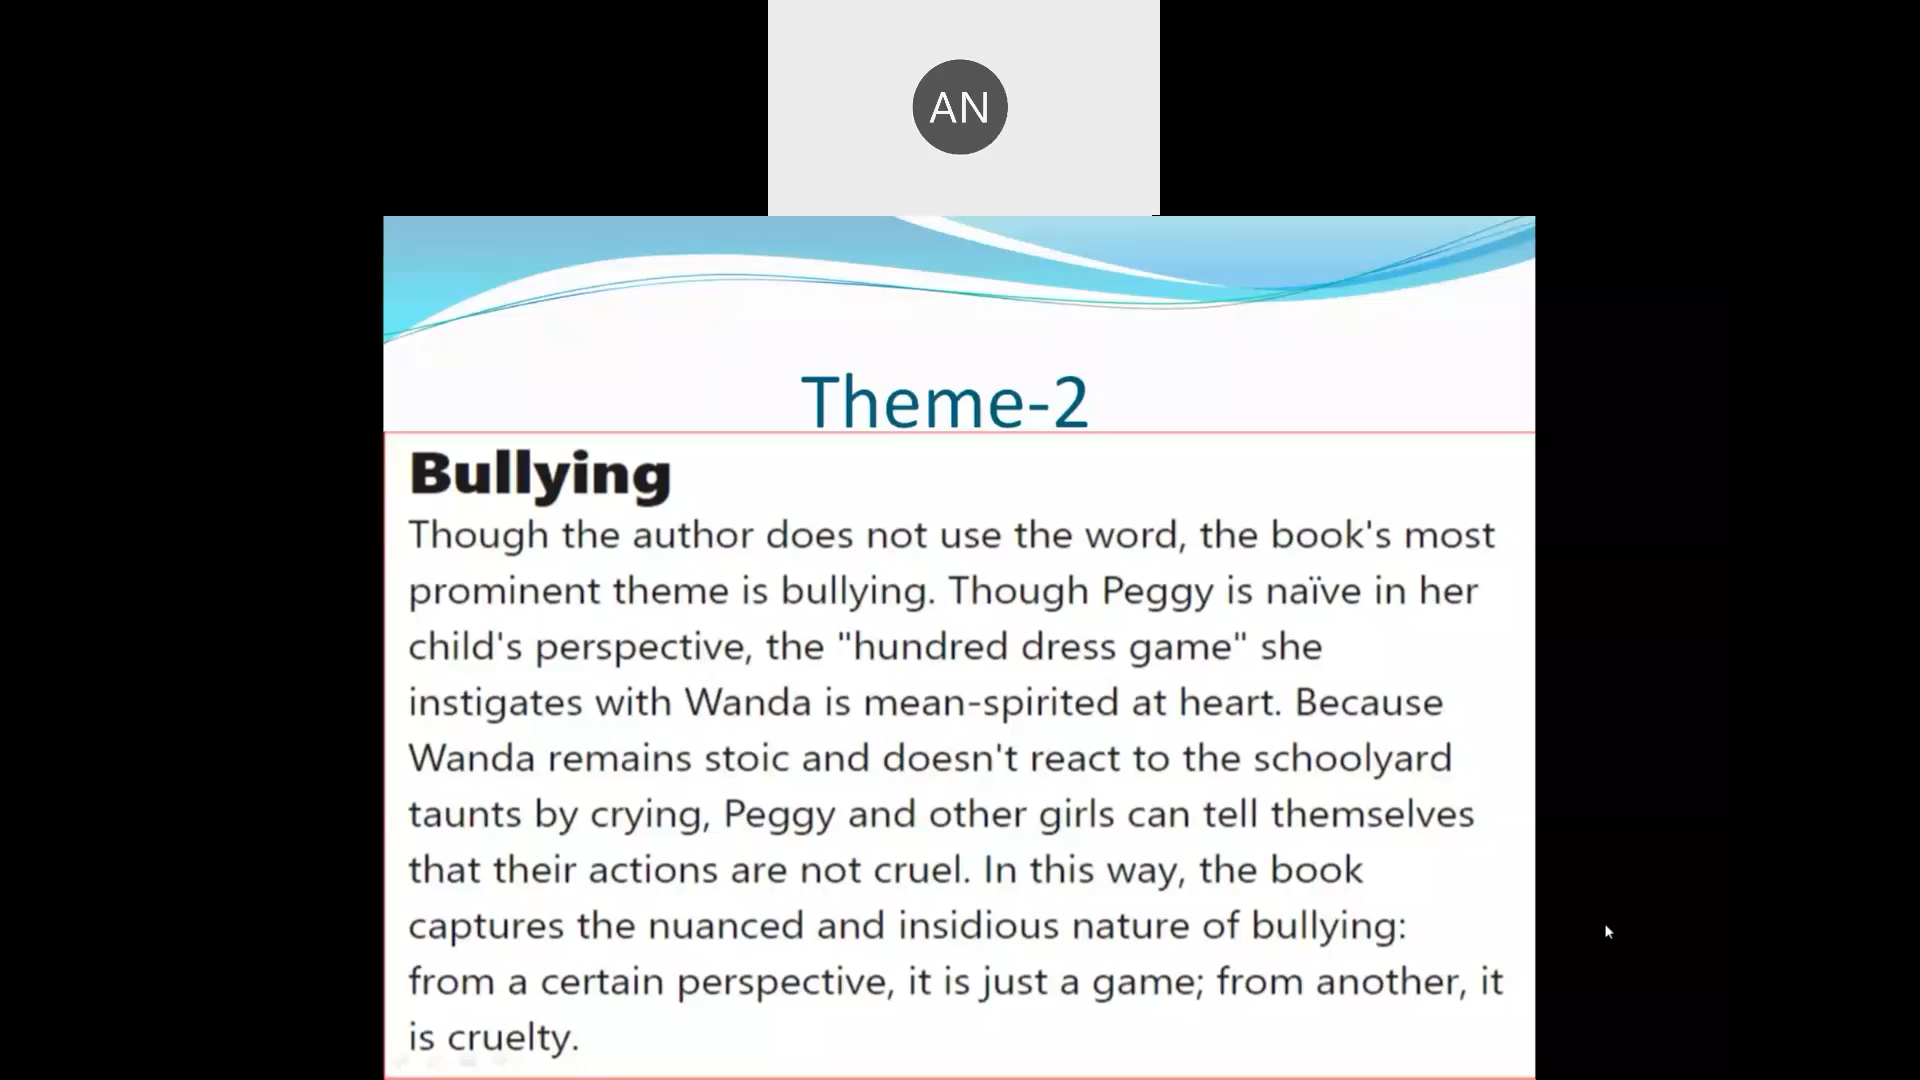 AN
Theme-2
Bullying
Though the author does not use the word, the book's most
prominent theme is bullying. Though Peggy is naïve in her
child's perspective, the "hundred dress game" she
instigates with Wanda is mean-spirited at heart. Because
Wanda remains stoic and doesn't react to the schoolyard
taunts by crying, Peggy and other girls can tell themselves
that their actions are not cruel. In this way, the book
captures the nuanced and insidious nature of bullying:
from a certain perspective, it is just a game; from another, it
is cruelty.